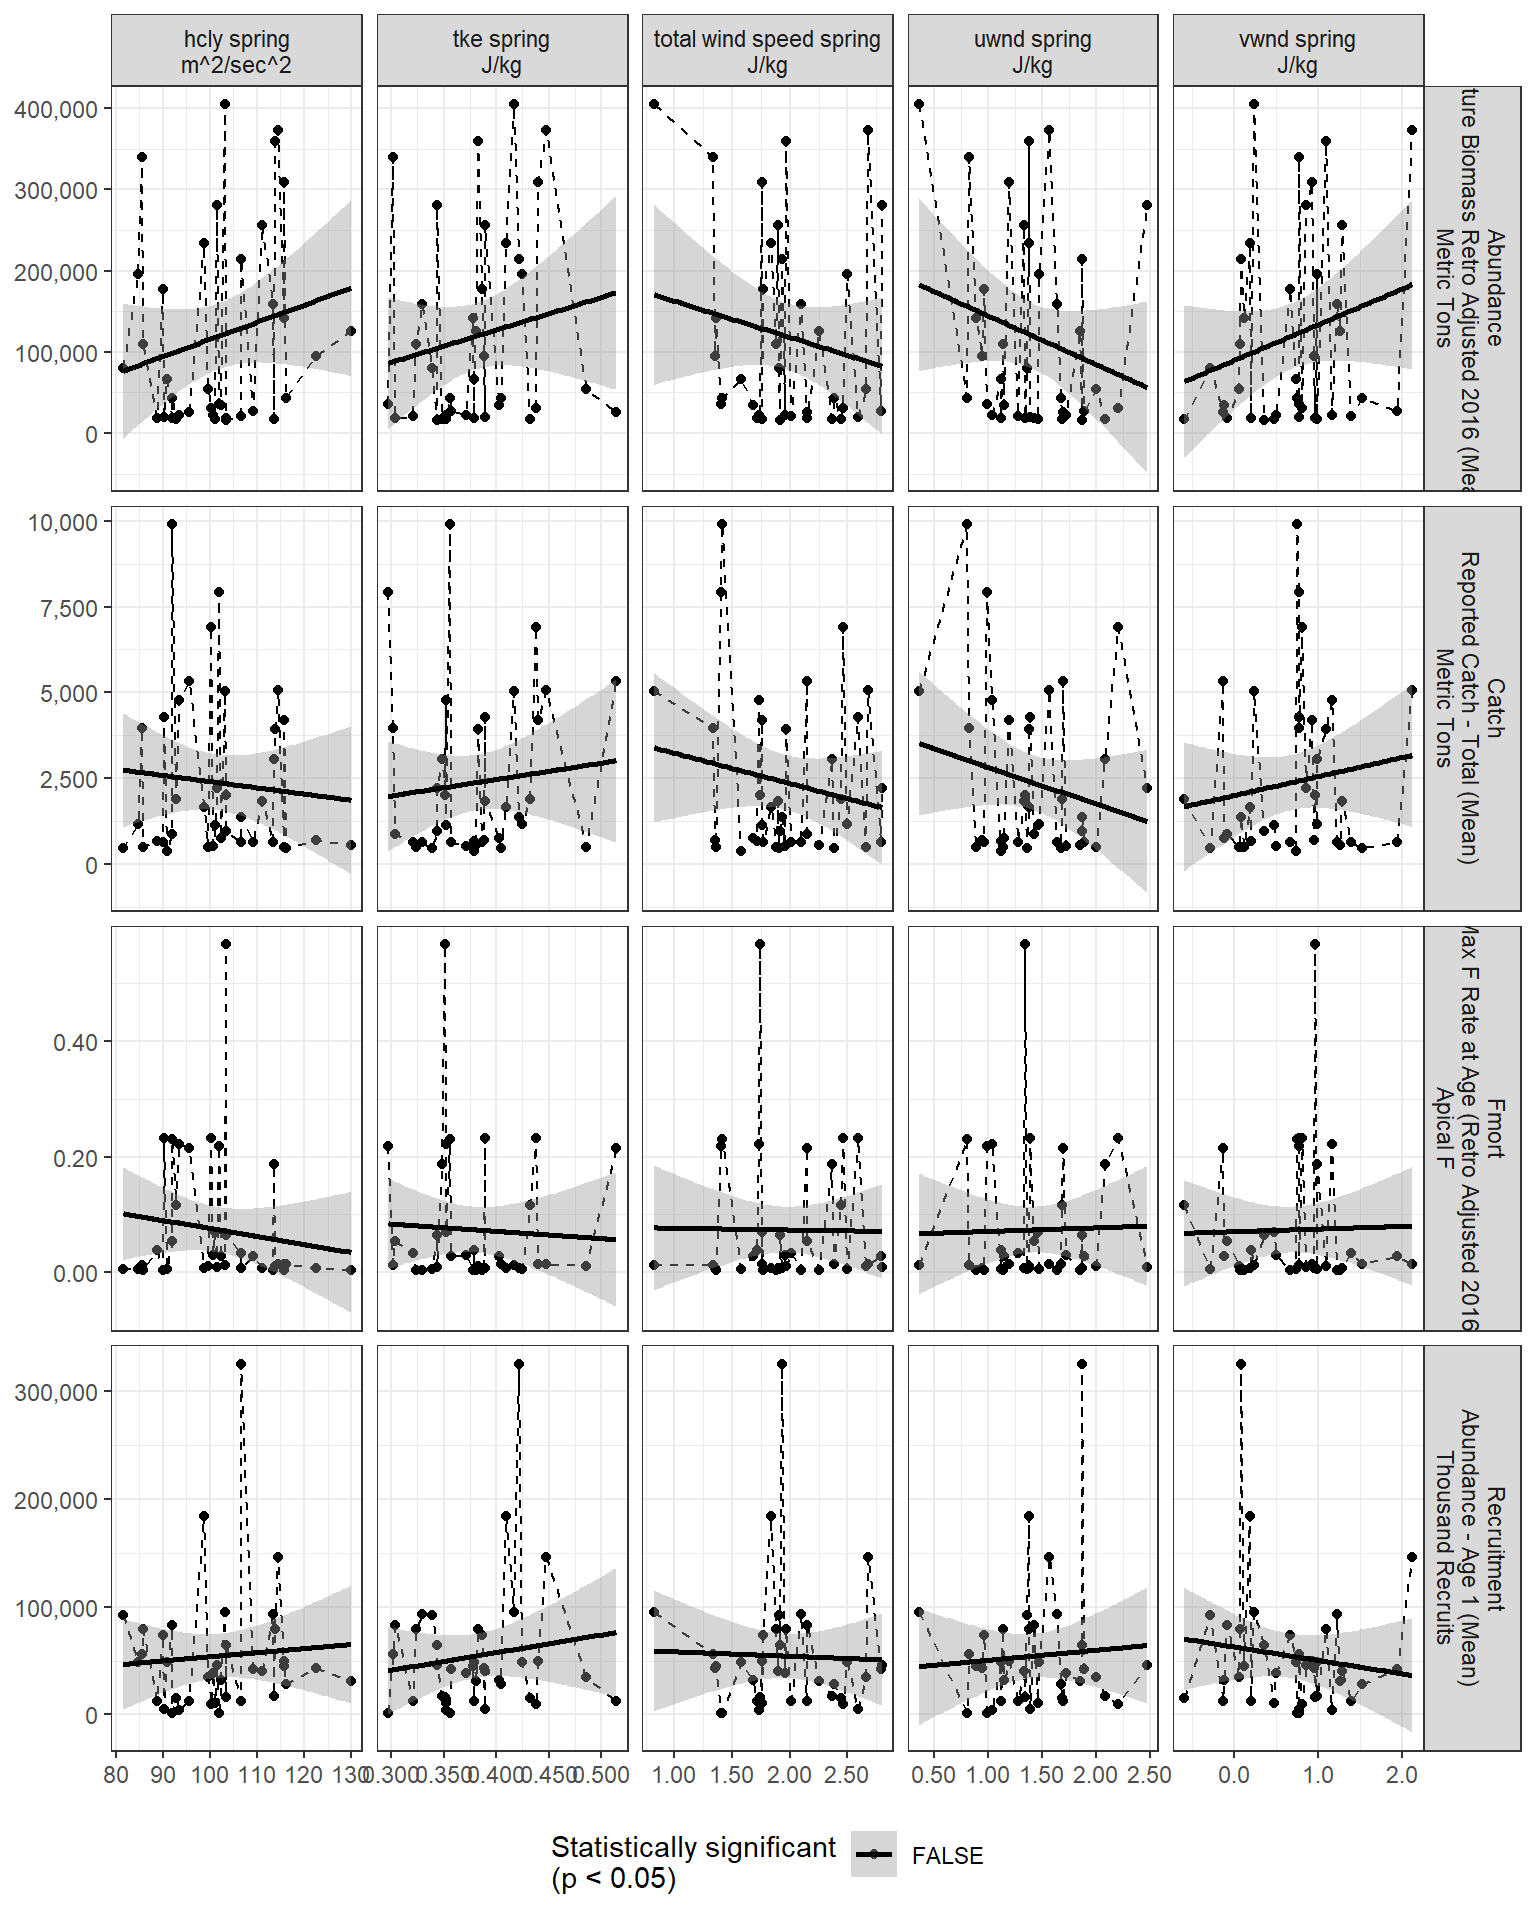 hcly spring
m^2/sec^2
tke spring
J/kg
total wind speed spring
J/kg
uwnd spring
J/kg
vwnd spring
J/kg
400,000
300,000
200,000
100,000
0
Abundance
ture Biomass Retro Adjusted 2016 (Mea
Metric Tons
10,000
7,500
5,000
2,500
0
Catch
Reported Catch - Total (Mean)
Metric Tons
0.40
0.20
0.00
Fmort
Max F Rate at Age (Retro Adjusted 2016
Apical F
300,000
200,000
100,000
0
Recruitment
Abundance - Age 1 (Mean)
Thousand Recruits
80 90 100 110 120 130
0.300 0.350 0.400 0.450 0.500
1.00 1.50 2.00 2.50
0.50 1.00 1.50 2.00 2.50
0.0 1.0 2.0
Statistically significant
(p < 0.05)
FALSE